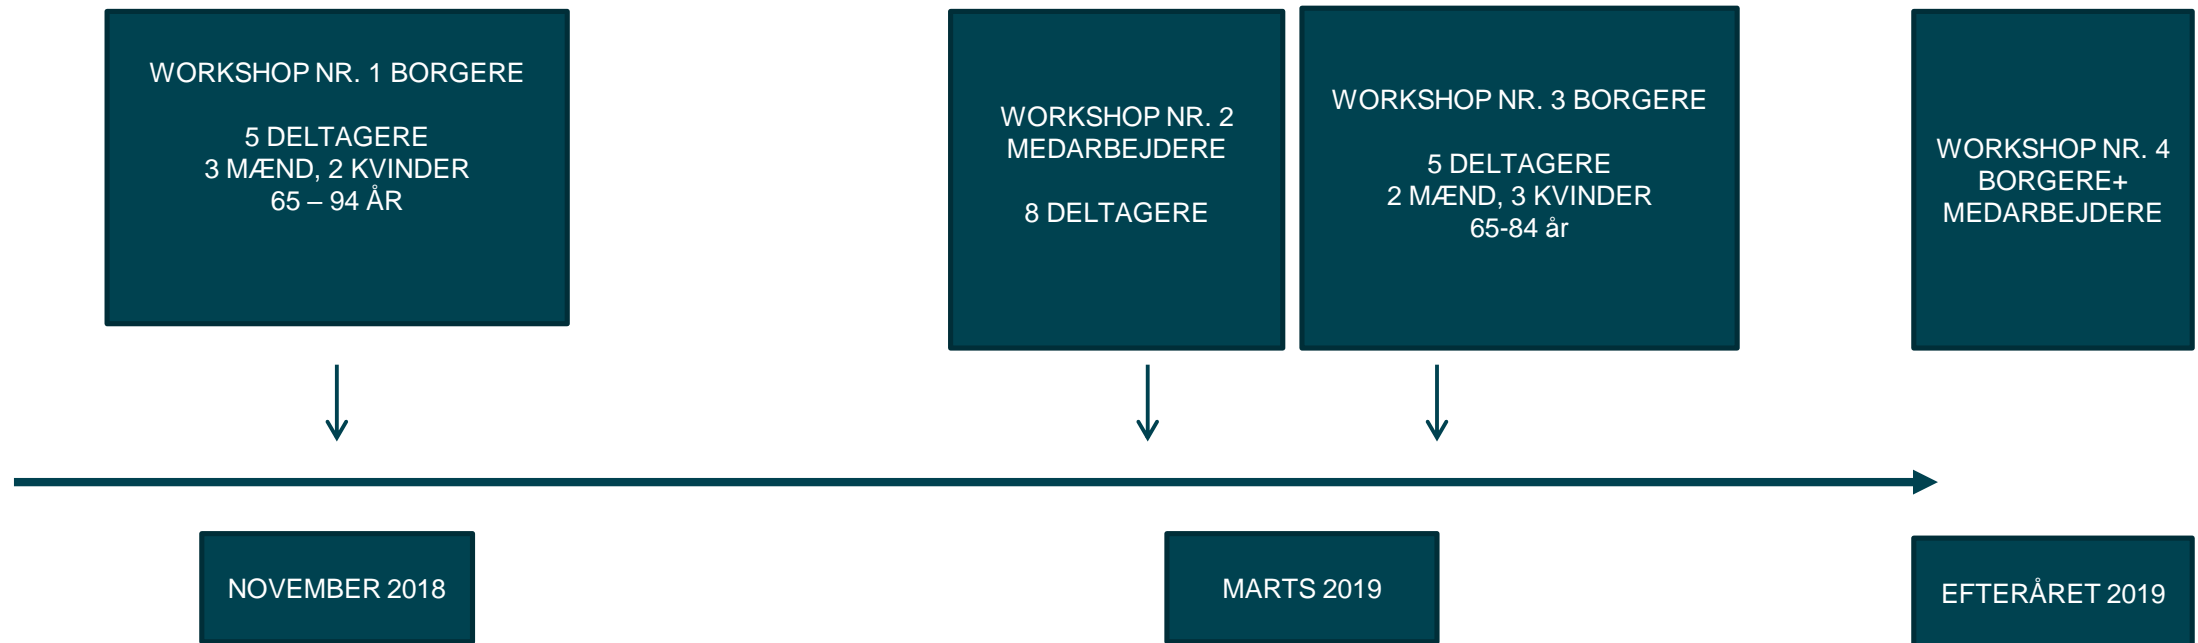 WORKSHOP NR. 1 BORGERE
5 DELTAGERE
3 MÆND, 2 KVINDER
65 – 94 ÅR
WORKSHOP NR. 2
MEDARBEJDERE
8 DELTAGERE
WORKSHOP NR. 3 BORGERE
5 DELTAGERE
2 MÆND, 3 KVINDER
65-84 år
WORKSHOP NR. 4
BORGERE+
MEDARBEJDERE
NOVEMBER 2018
MARTS 2019
EFTERÅRET 2019